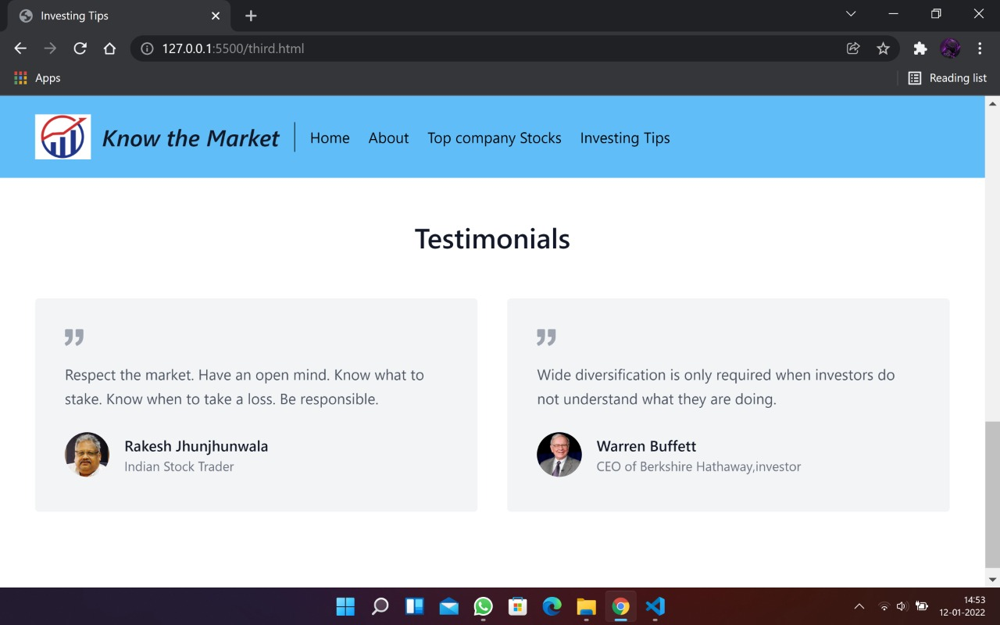 Investing Tips
127.0.0.1:5500/third.html
Apps
Reading list
Know the Market
Home About Top company Stocks Investing Tips
Testimonials
”
Respect the market. Have an open mind. Know what to
stake. Know when to take a loss. Be responsible.
Rakesh Jhunjhunwala
Indian Stock Trader
”
Wide diversification is only required when investors do
not understand what they are doing.
Warren Buffett
CEO of Berkshire Hathaway,investor
14:53
12-01-2022